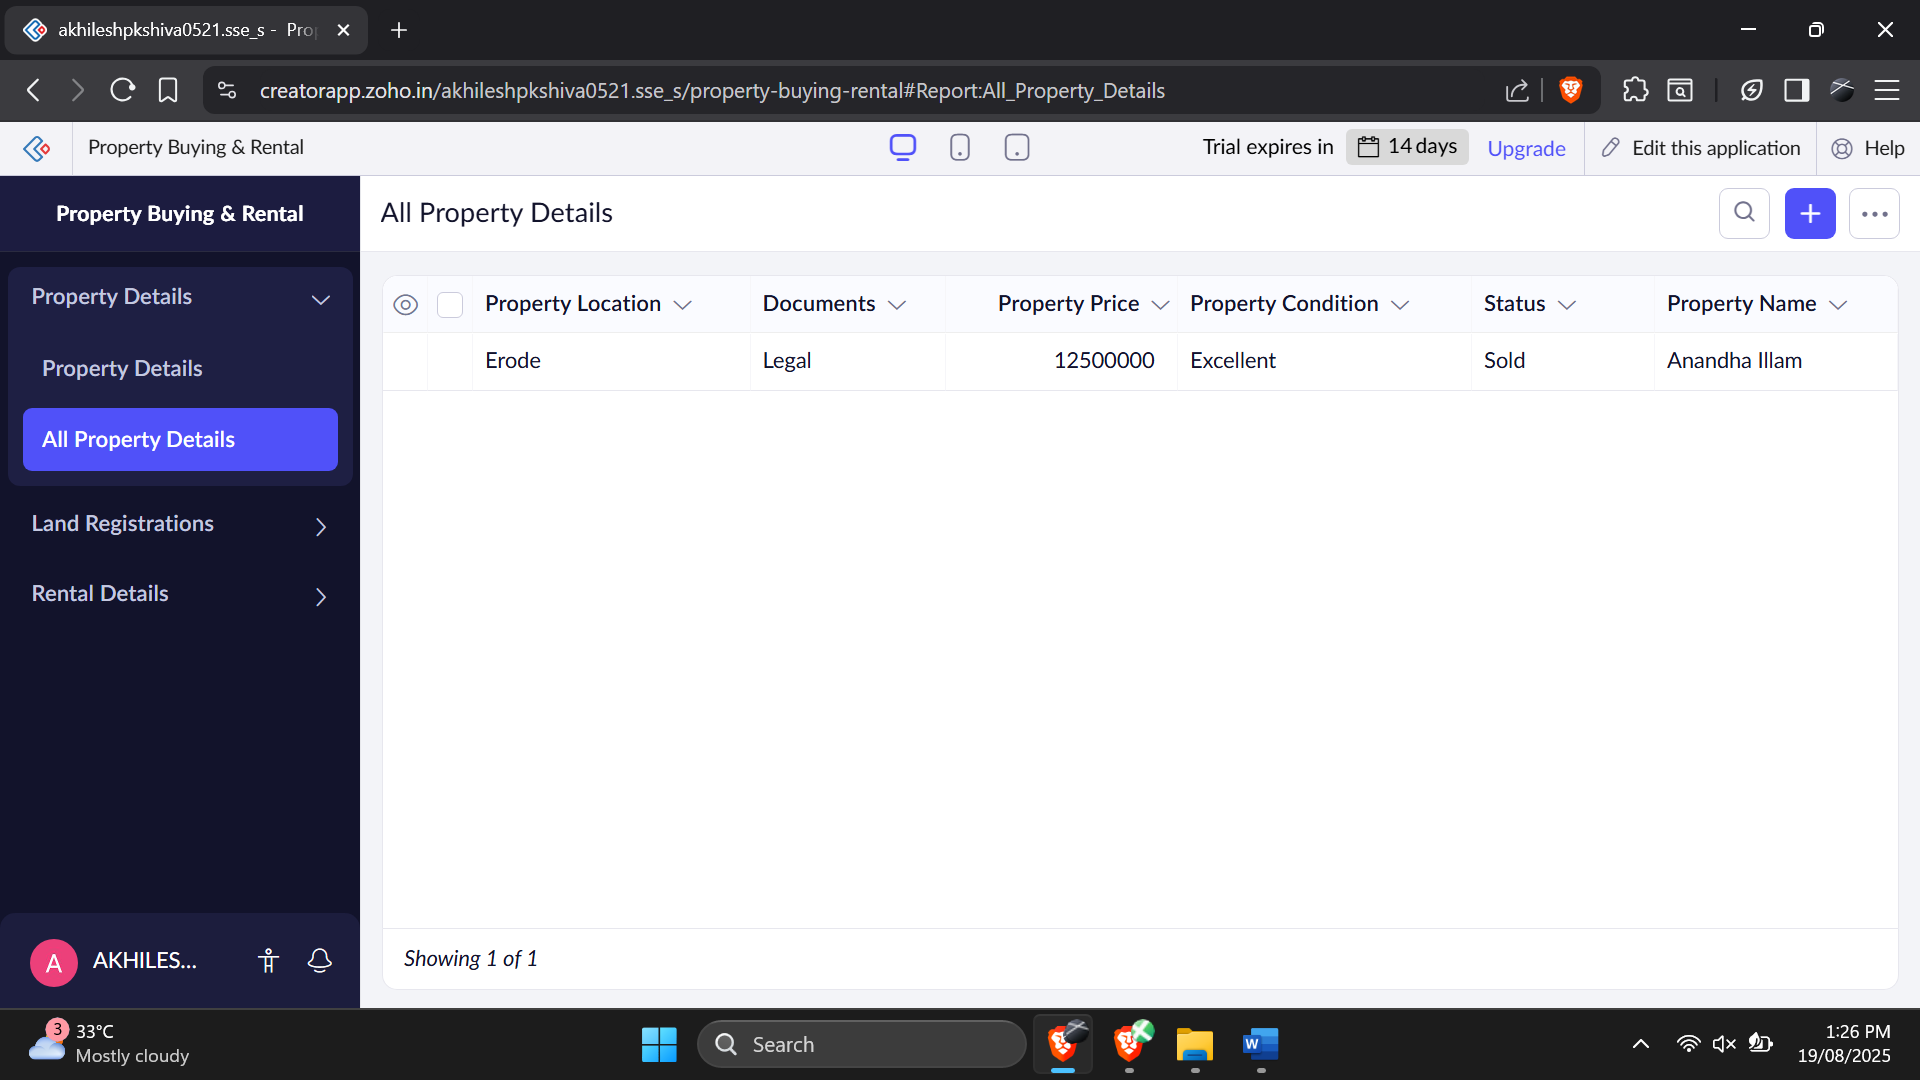 akhileshpkshiva0521.sse_s - Pro
creatorapp.zoho.in/akhileshpkshiva0521.sse_s/property-buying-rental#Report:All_Property_Details
Property Buying & Rental
Trial expires in 14 days Upgrade Edit this application Help
Property Buying & Rental
Property Details
Property Details
All Property Details
Land Registrations
Rental Details
A AKHILES...
All Property Details
Property Location Documents Property Price Property Condition Status Property Name
Erode Legal 12500000 Excellent Sold Anandha Illam
Showing 1 of 1
3 33°C
Mostly cloudy
Search
W
1:26 PM
19/08/2025